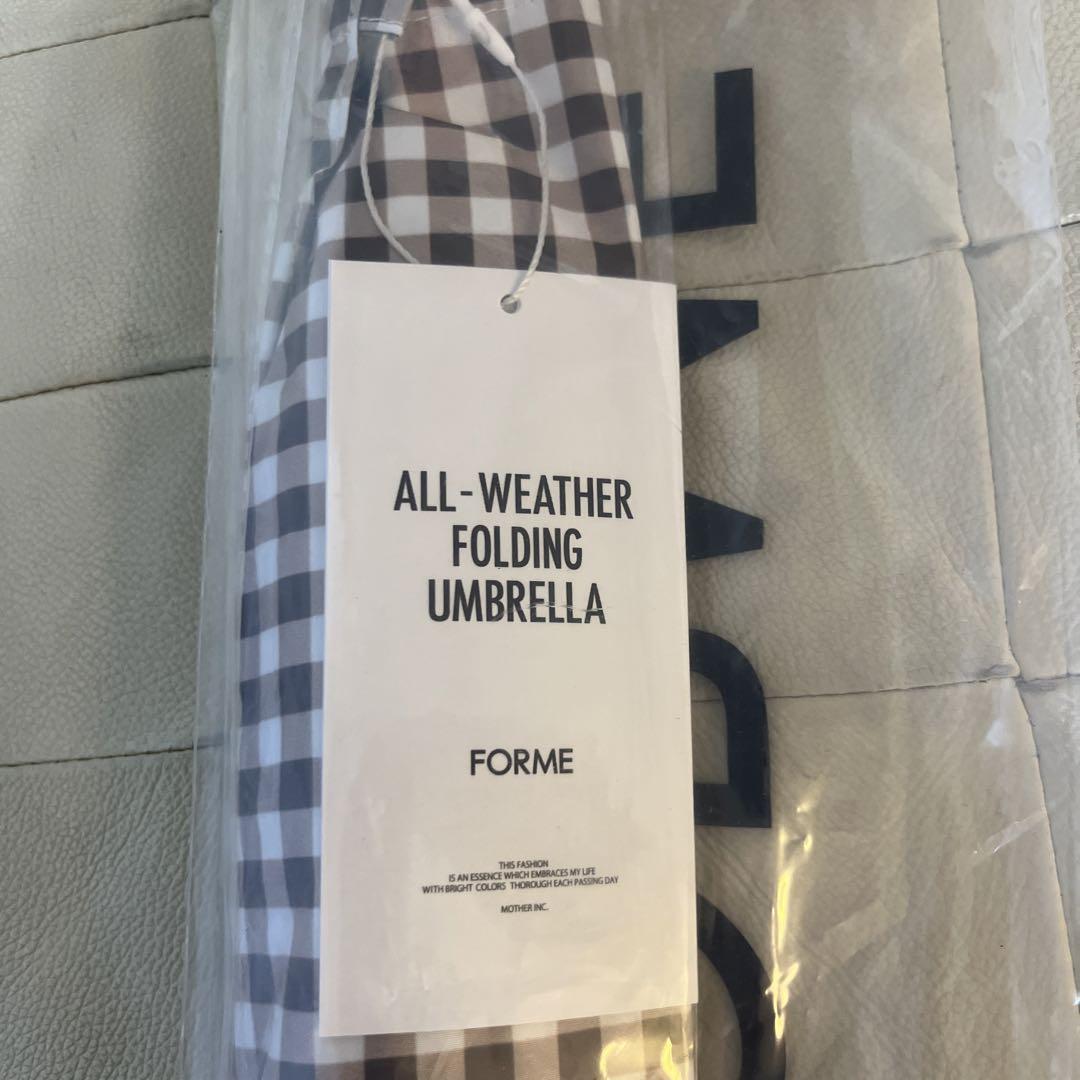 ALL-WEATHER
FOLDING
UMBRELLA
FORME
THIS FASHION
IS AN ESSENCE WHICH EMBRACES MY LIFE
WITH BRIGHT COLORS THOROUGH EACH PASSING DAY
MOTHER INC.